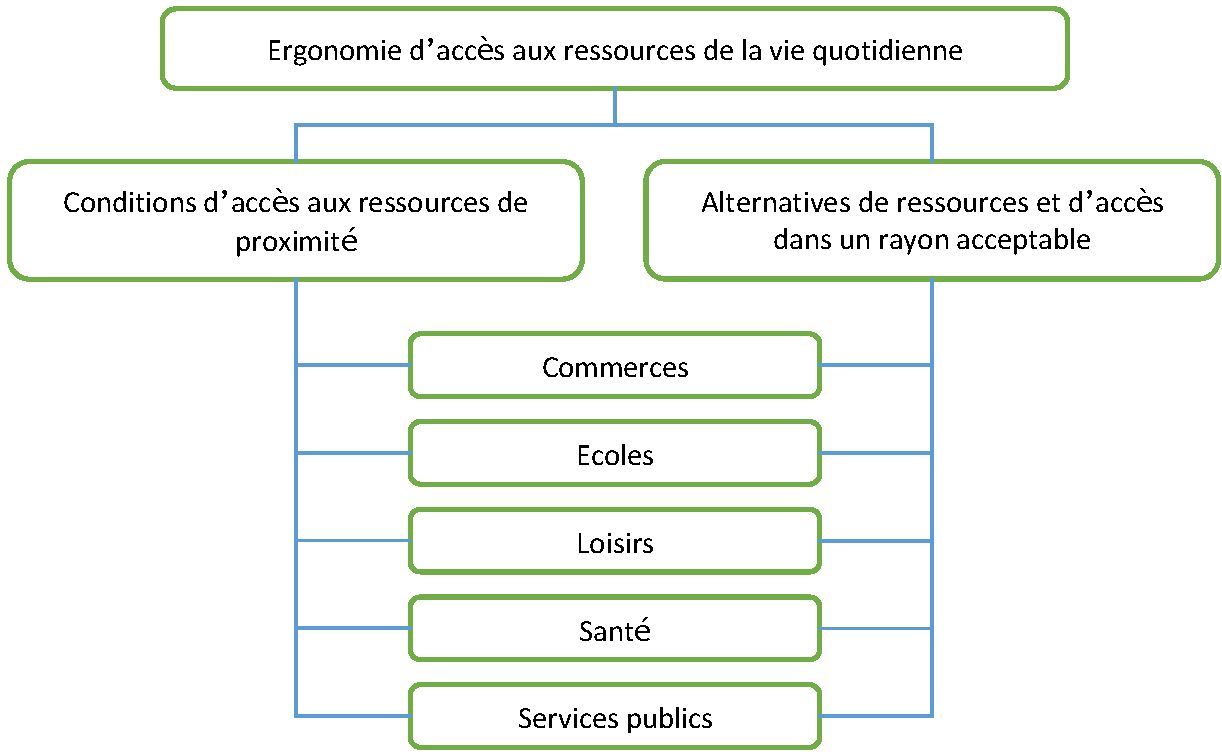 Ergonomie d’accès aux ressources de la vie quotidienne
Conditions d’accès aux ressources de
proximité
Alternatives de ressources et d’accès
dans un rayon acceptable
Commerces
Ecoles
Loisirs
Santé
Services publics